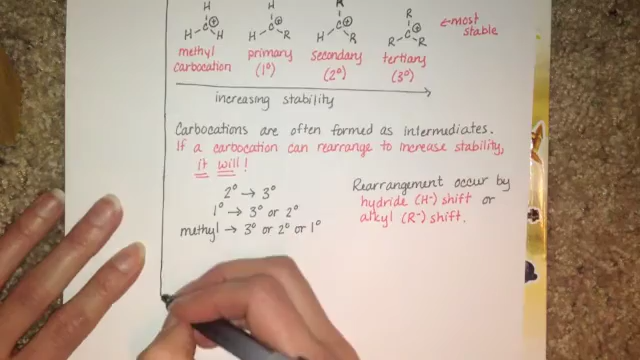 H H R R
H C ⊕ H H C ⊕ R H C ⊕ R R C ⊕ R
←most stable
methyl carbocation primary (1°) secondary (2°) tertiary (3°)
increasing stability
Carbocations are often formed as intermediates.
If a carbocation can rearrange to increase stability,
it will!
2° → 3°
1° → 3° or 2°
methyl → 3° or 2° or 1°
Rearrangement occur by
hydride (H-) shift or
alkyl (R-) shift.